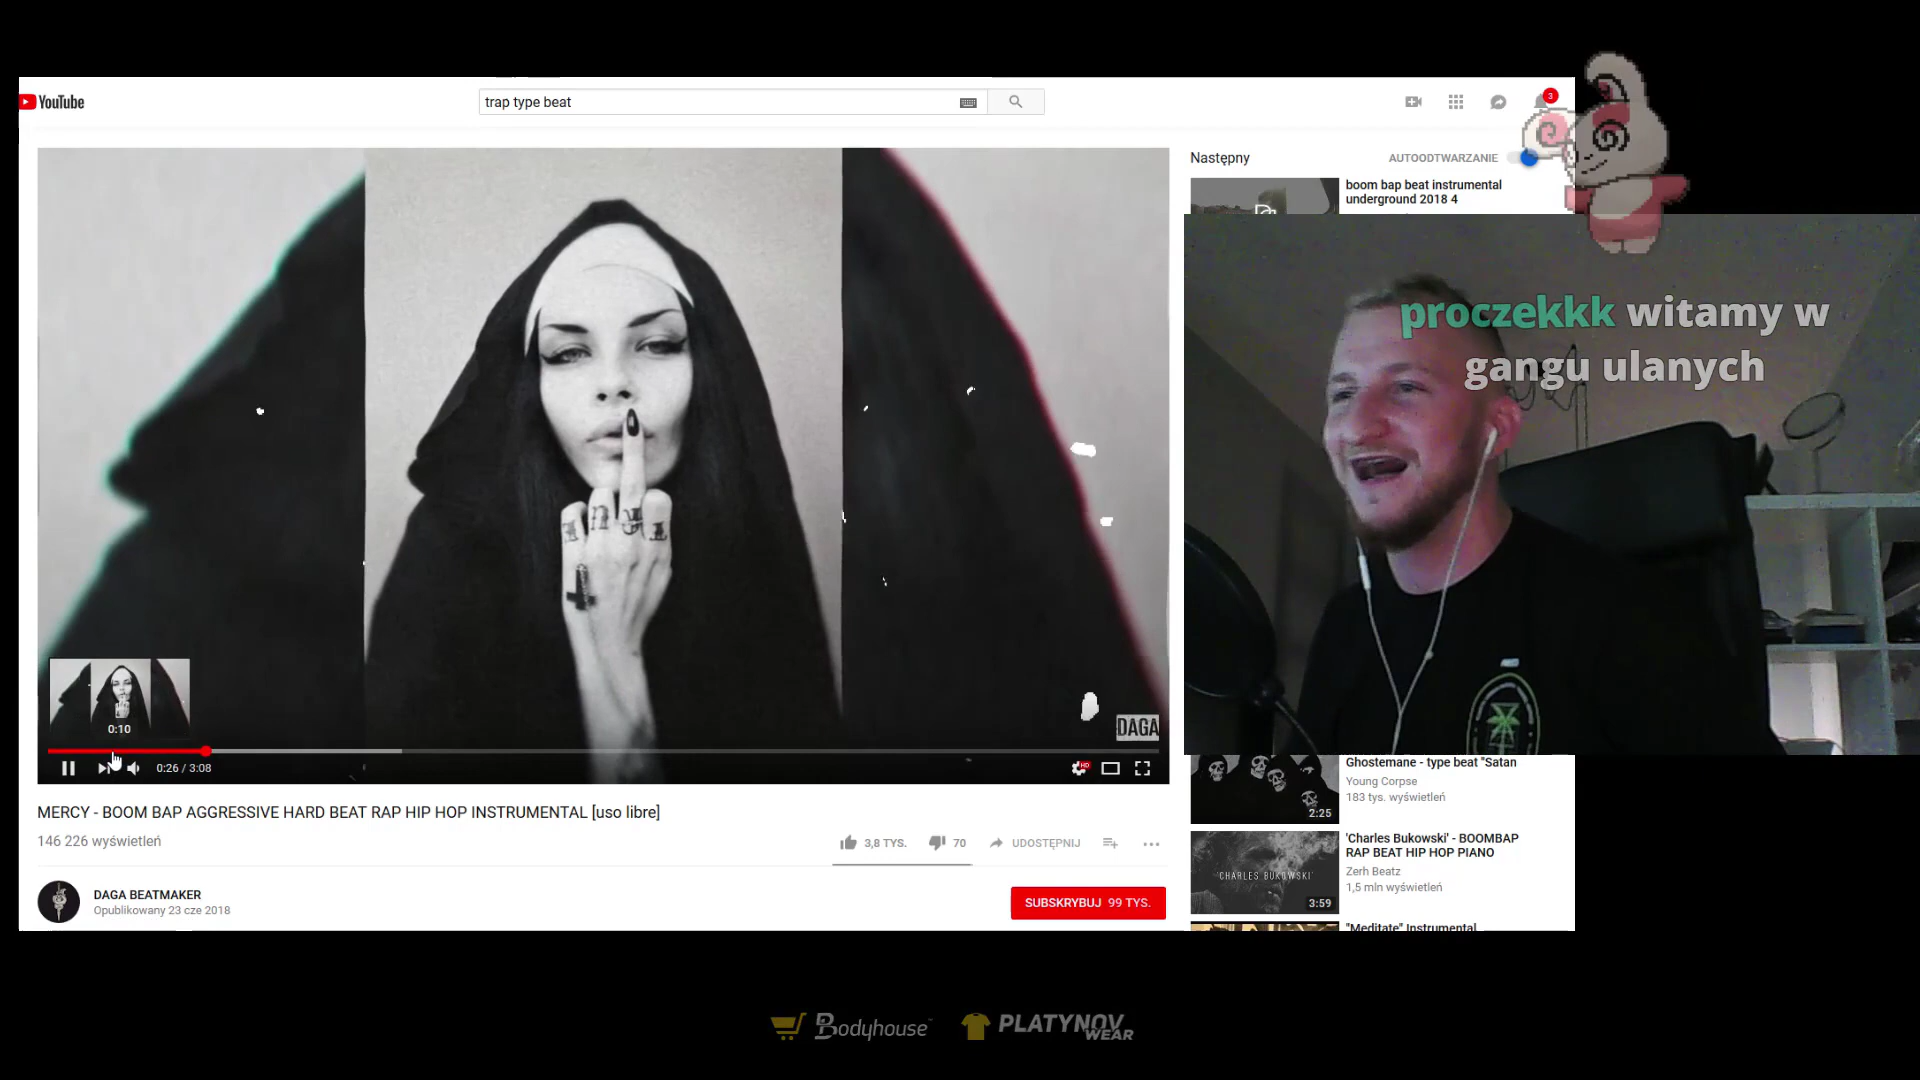 YouTube
trap type beat
3
Następny
AUTOODTWARZANIE
boom bap beat instrumental
underground 2018 4
proczekkk witamy w
gangu ulanych
DAGA
0:10
0:26 / 3:08
HD
MERCY - BOOM BAP AGGRESSIVE HARD BEAT RAP HIP HOP INSTRUMENTAL [uso libre]
146 226 wyświetleń
3,8 TYS.
70
UDOSTĘPNIJ
DAGA BEATMAKER
Opublikowany 23 cze 2018
SUBSKRYBUJ 99 TYS.
Ghostemane - type beat "Satan
Young Corpse
183 tys. wyświetleń
2:25
'Charles Bukowski' - BOOMBAP
RAP BEAT HIP HOP PIANO
Zerh Beatz
1,5 mln wyświetleń
'CHARLES BUKOWSKI'
3:59
"Meditate" Instrumental
Bodyhouse
PLATYNOV
WEAR